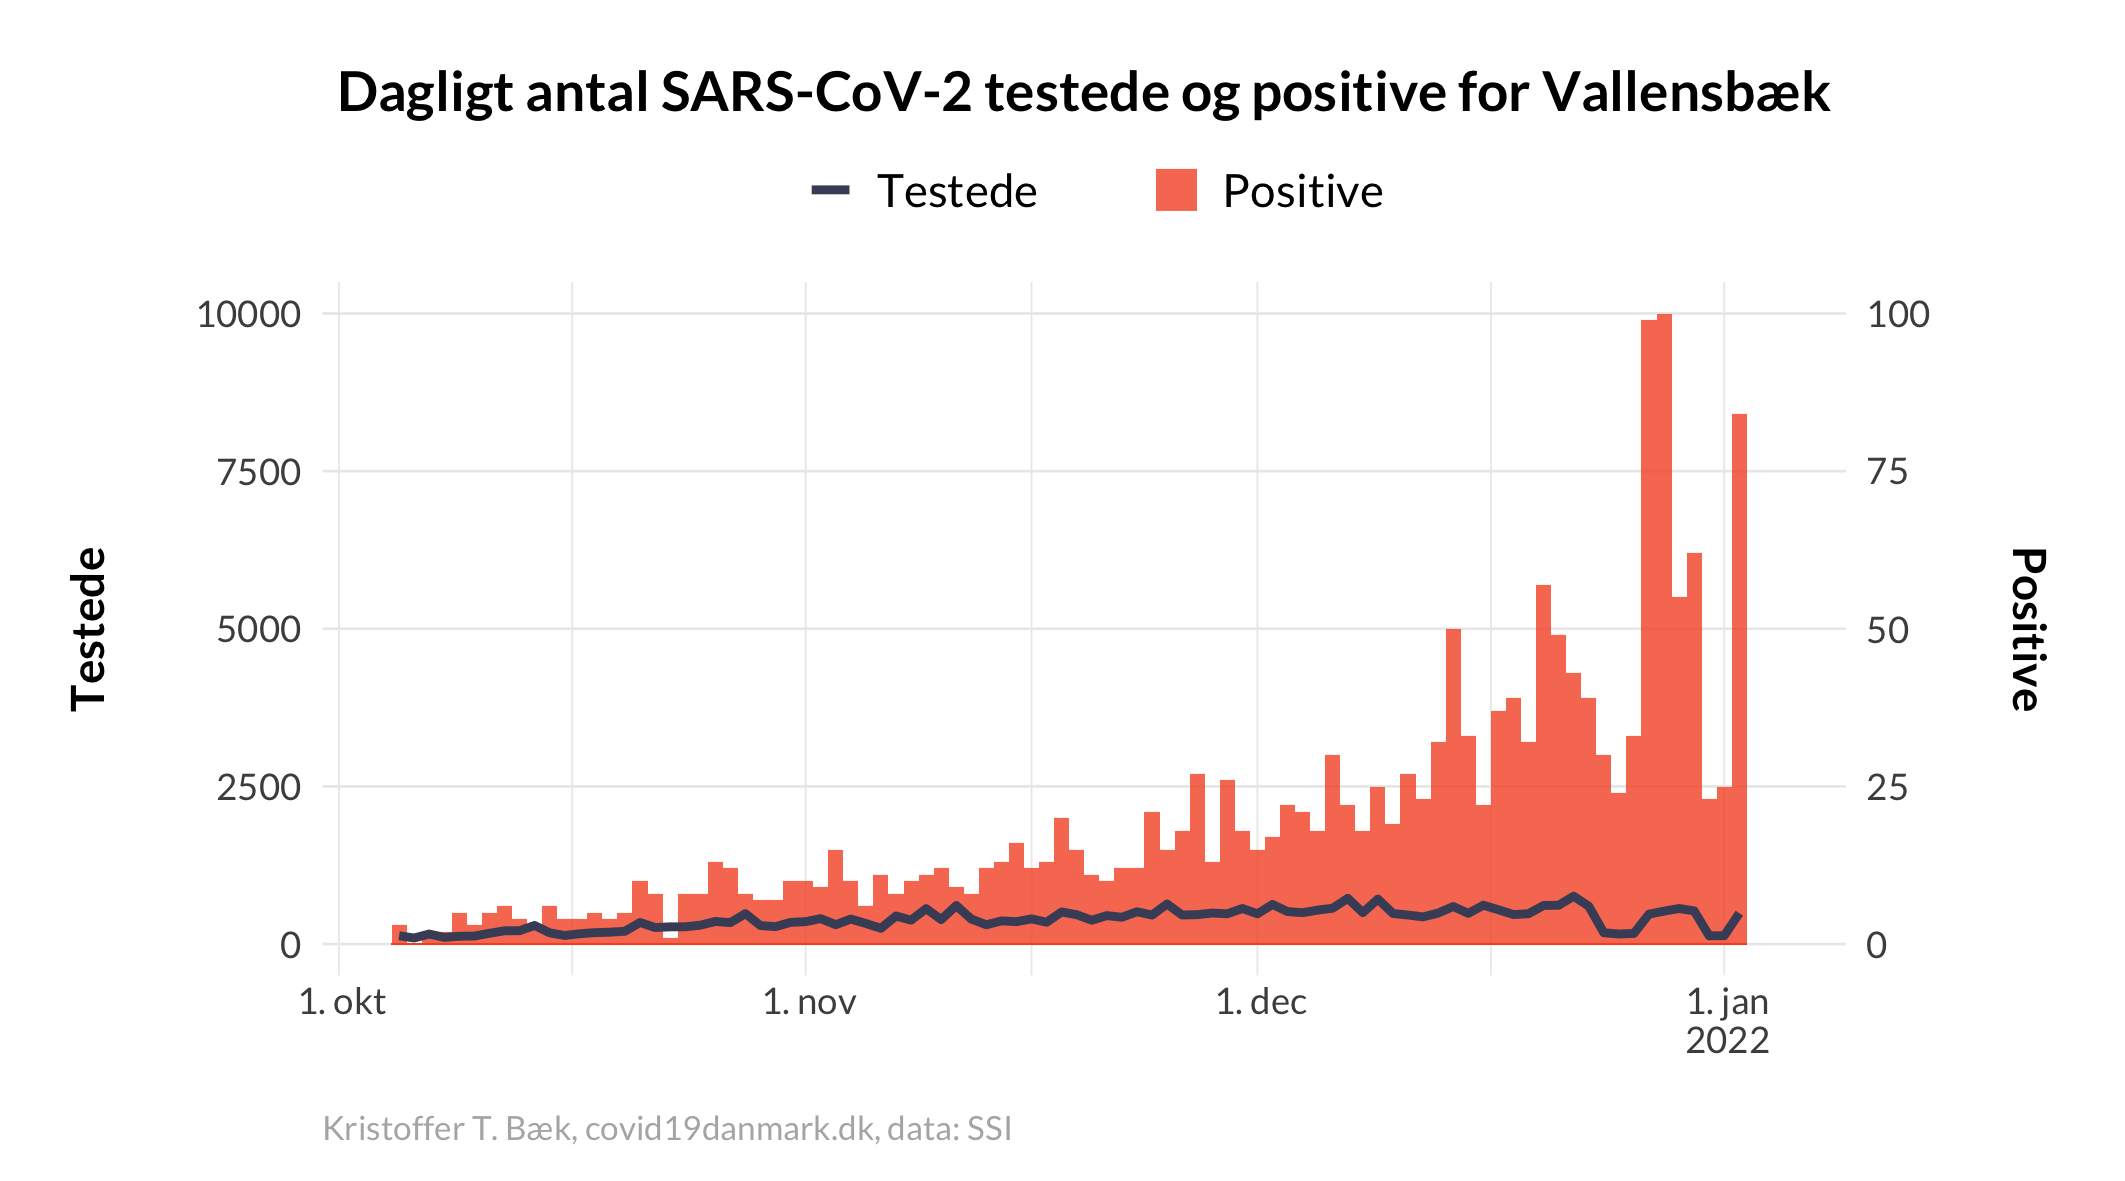 Dagligt antal SARS-CoV-2 testede og positive for Vallensbæk
Testede
Positive
10000
7500
5000
2500
0
Testede
100
75
50
25
0
Positive
1. okt
1. nov
1. dec
1. jan
2022
Kristoffer T. Bæk, covid19danmark.dk, data: SSI